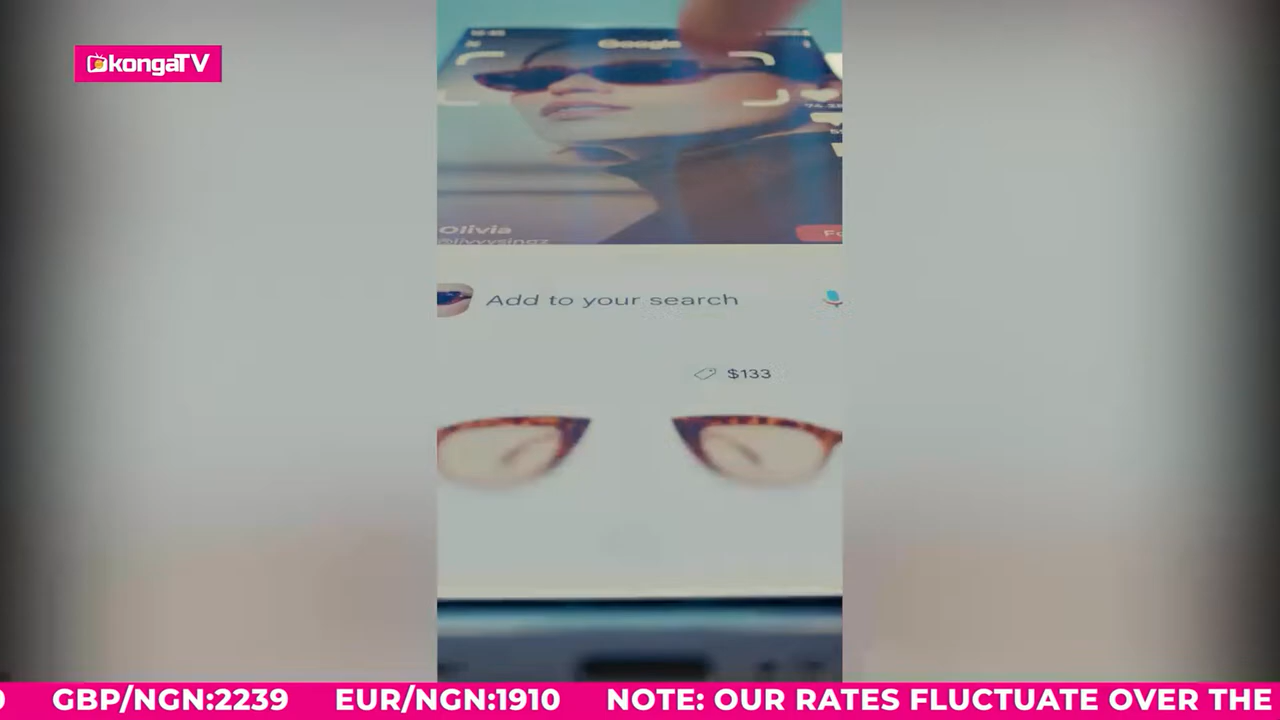 kongaTV
Google
Olivia
@livvysingz
Add to your search
$133
GBP/NGN:2239 EUR/NGN:1910 NOTE: OUR RATES FLUCTUATE OVER THE